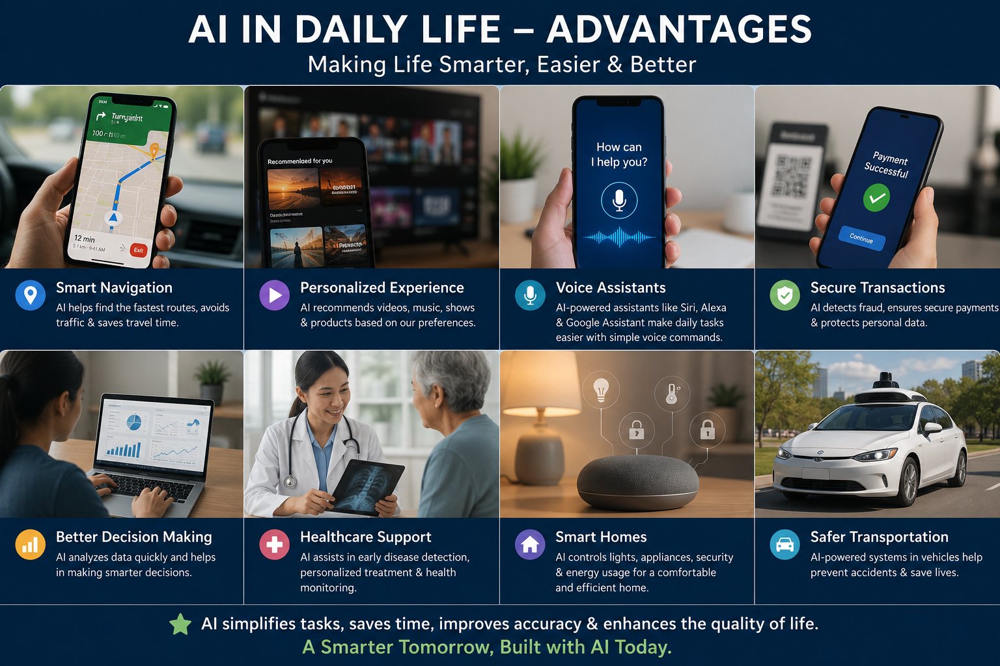 AI IN DAILY LIFE – ADVANTAGES
Making Life Smarter, Easier & Better
12 min
Exit
Recommended for you
How can
I help you?
Payment
Successful
Continue
Smart Navigation
AI helps find the fastest routes, avoids
traffic & saves travel time.
Personalized Experience
AI recommends videos, music, shows
& products based on our preferences.
Voice Assistants
AI-powered assistants like Siri, Alexa
& Google Assistant make daily tasks
easier with simple voice commands.
Secure Transactions
AI detects fraud, ensures secure payments
& protects personal data.
Better Decision Making
AI analyzes data quickly and helps
in making smarter decisions.
Healthcare Support
AI assists in early disease detection,
personalized treatment & health
monitoring.
Smart Homes
AI controls lights, appliances, security
& energy usage for a comfortable
and efficient home.
Safer Transportation
AI-powered systems in vehicles help
prevent accidents & save lives.
AI simplifies tasks, saves time, improves accuracy & enhances the quality of life.
A Smarter Tomorrow, Built with AI Today.